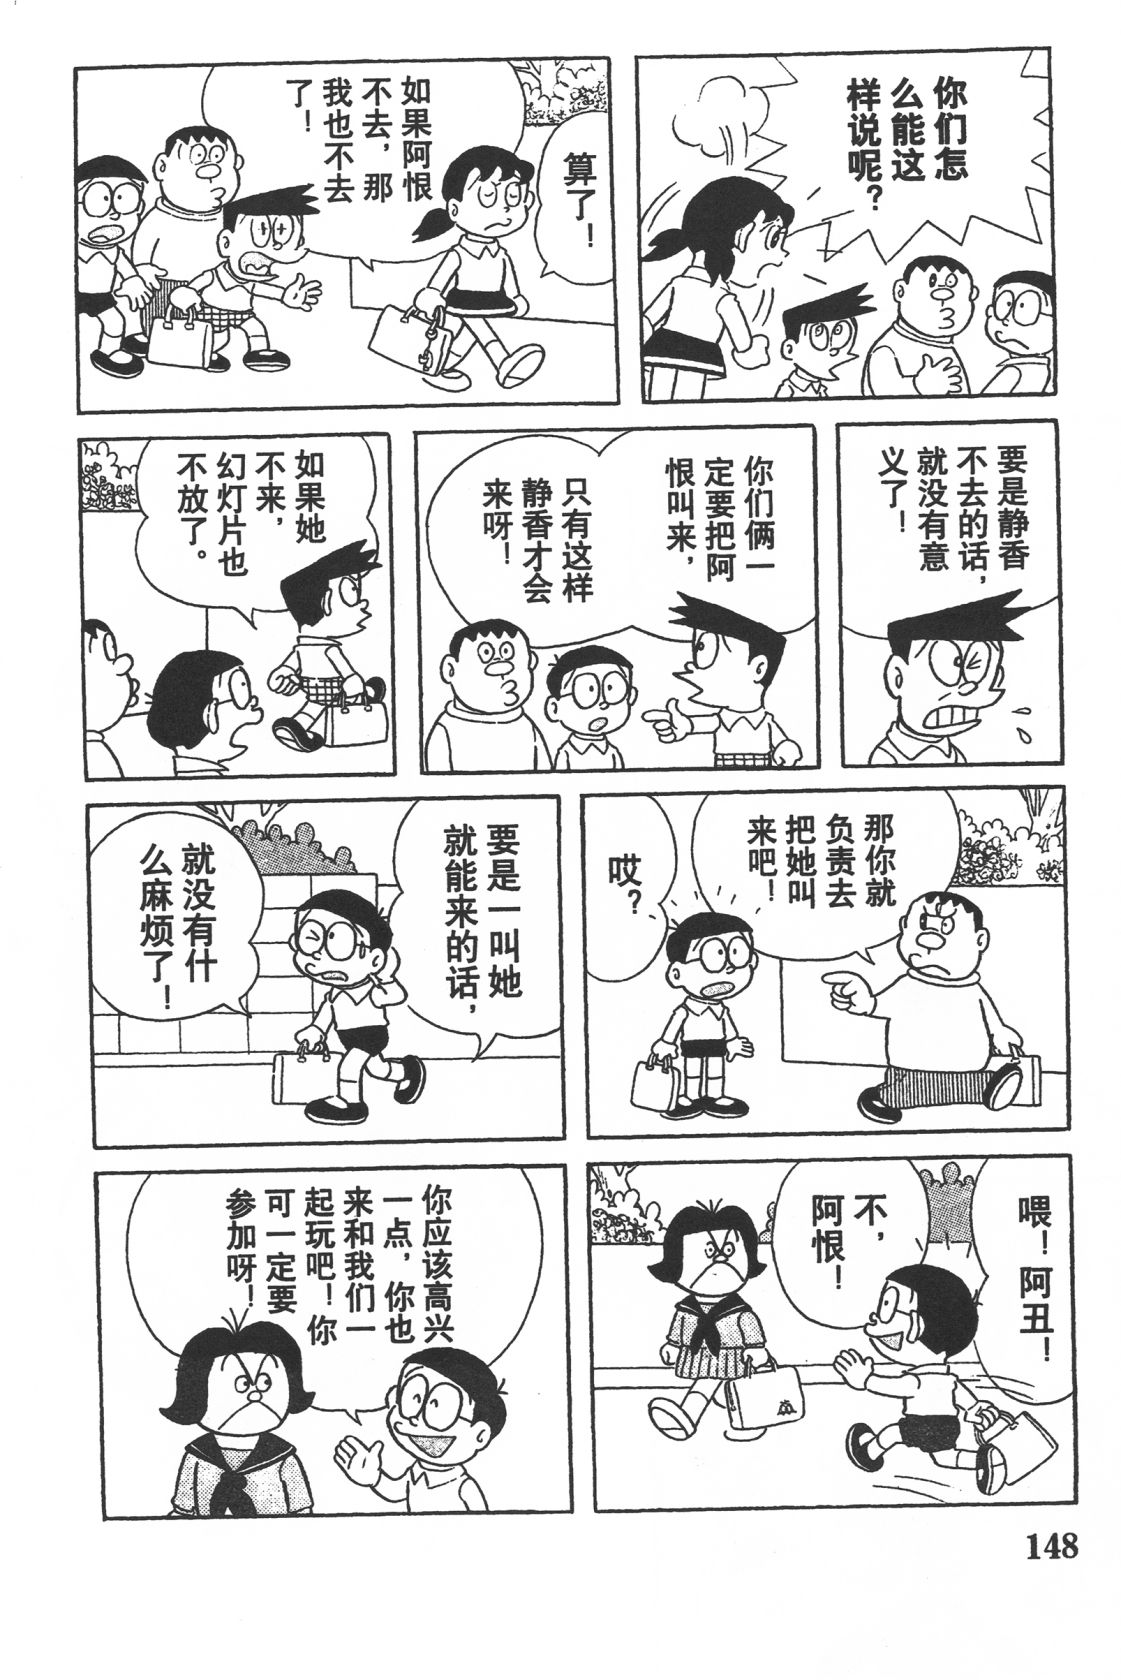 你们怎
么能这
样说呢？
算了！
如果阿恨
不去，那
我也不去
了！
要是静香
不去的话，
就没有意
义了！
你们俩一
定要把阿
恨叫来，
只有这样
静香才会
来呀！
如果她
不来，
幻灯片也
不放了。
那你就
负责去
把她叫
来吧！
哎？
要是一叫她
就能来的话，
就没有什
么麻烦了！
喂！阿丑！
不，
阿恨！
你应该高兴
一点，你也
来和我们一
起玩吧！你
可一定要
参加呀！
148